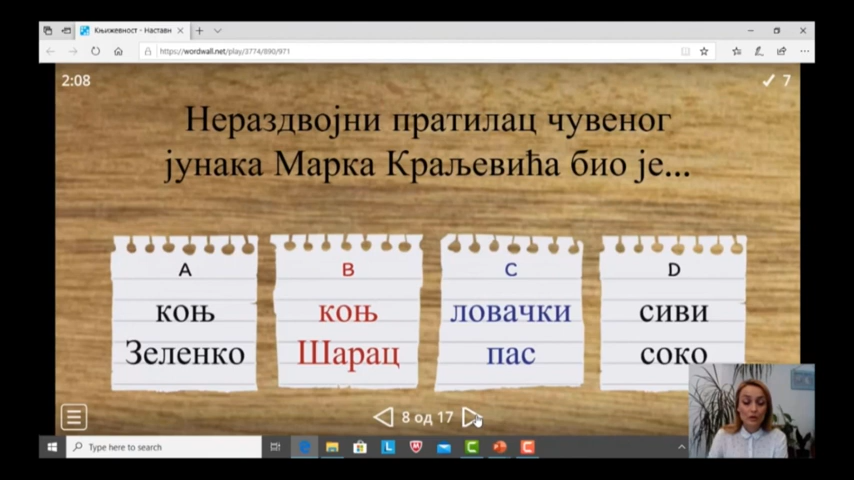 Књижевност - Наставн
https://wordwall.net/play/3774/890/971
2:08
7
Нераздвојни пратилац чувеног
јунака Марка Краљевића био је...
A
коњ
Зеленко
B
коњ
Шарац
C
ловачки
пас
D
сиви
соко
8 од 17
Type here to search